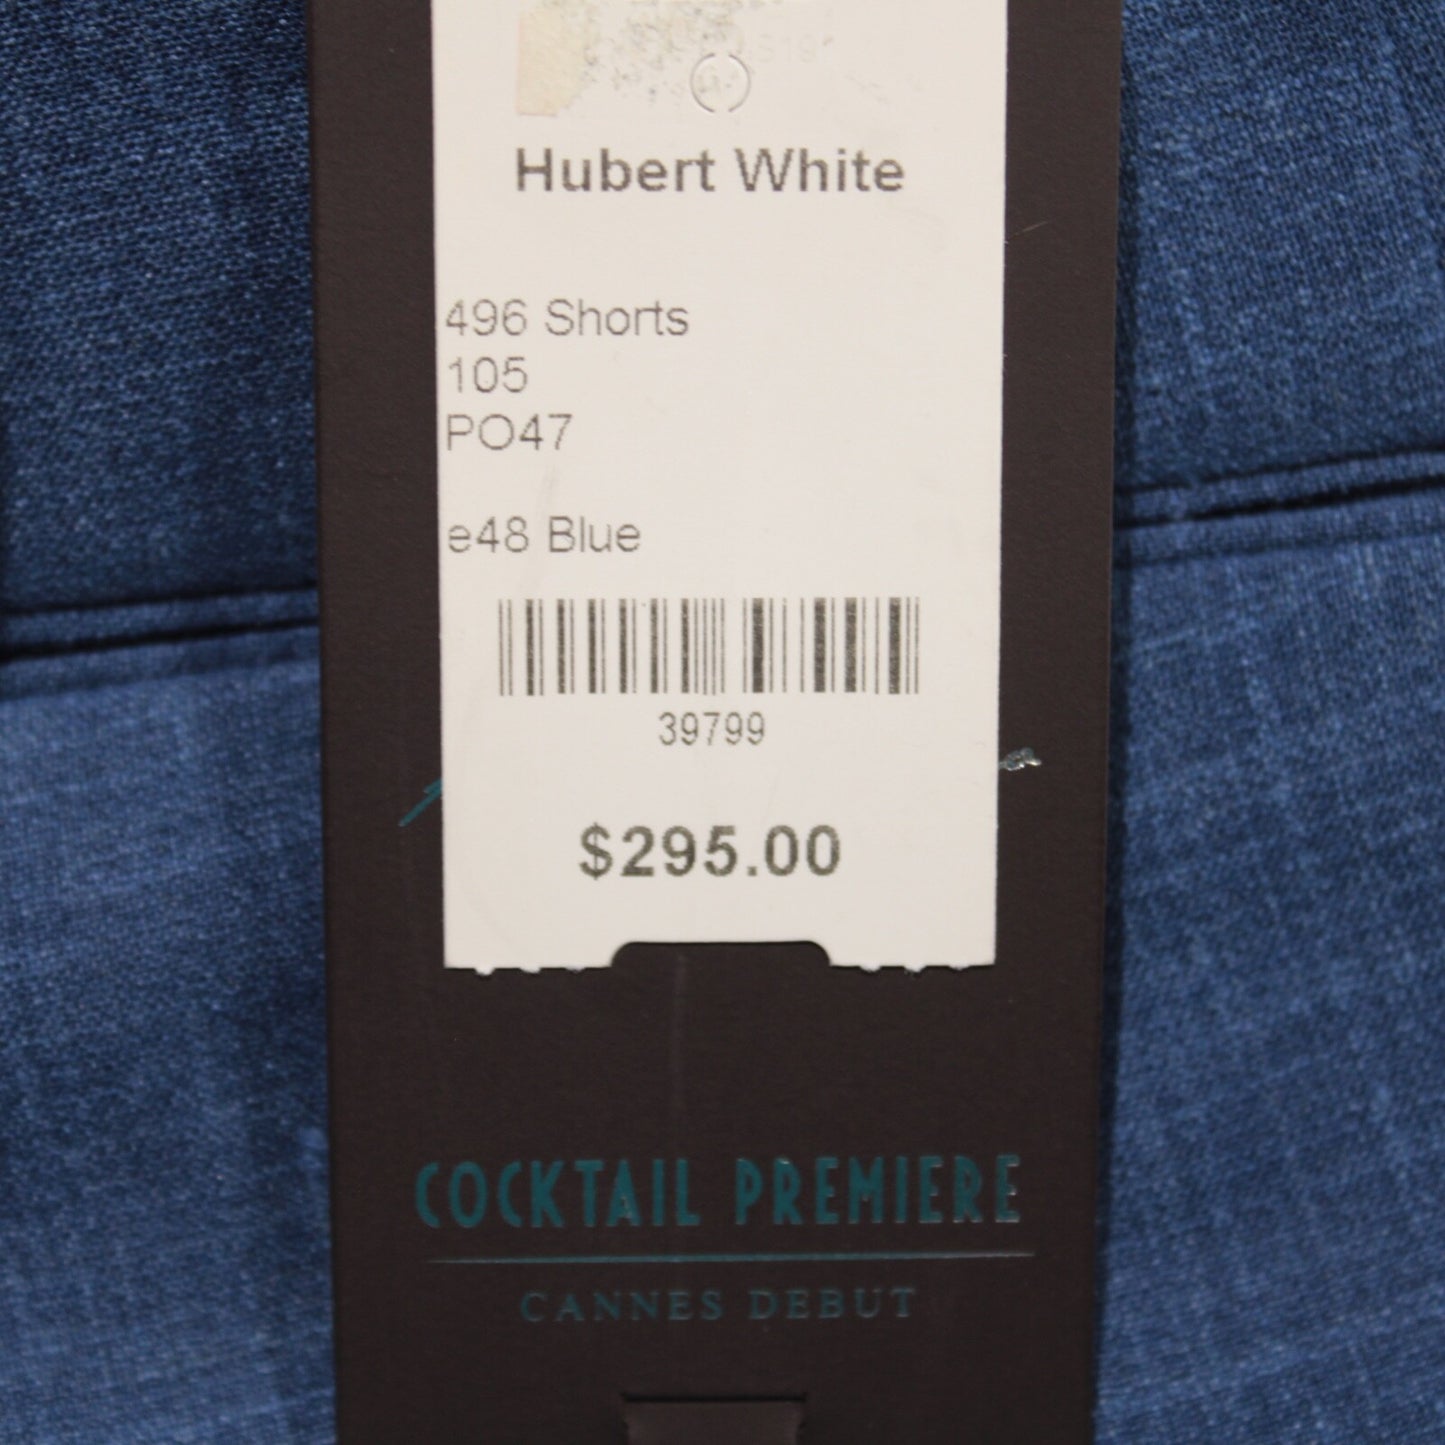 Hubert White
496 Shorts
105
PO47
e48 Blue
39799
$295.00
COCKTAIL PREMIERE
CANNES DEBUT